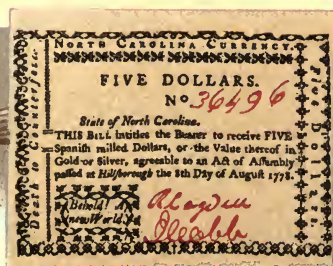 NORTH CAROLINA CURRENCY.
FIVE DOLLARS.
No 36496
State of North Carolina.
THIS BILL intitles the Bearer to receive FIVE
Spanish milled Dollars, or the Value thereof in
Gold or Silver, agreeable to an Act of Assembly
passed at Hillsborough the 8th Day of August 1778.
Behold! A
new World.
Death to Counterfeit
Five Dollars